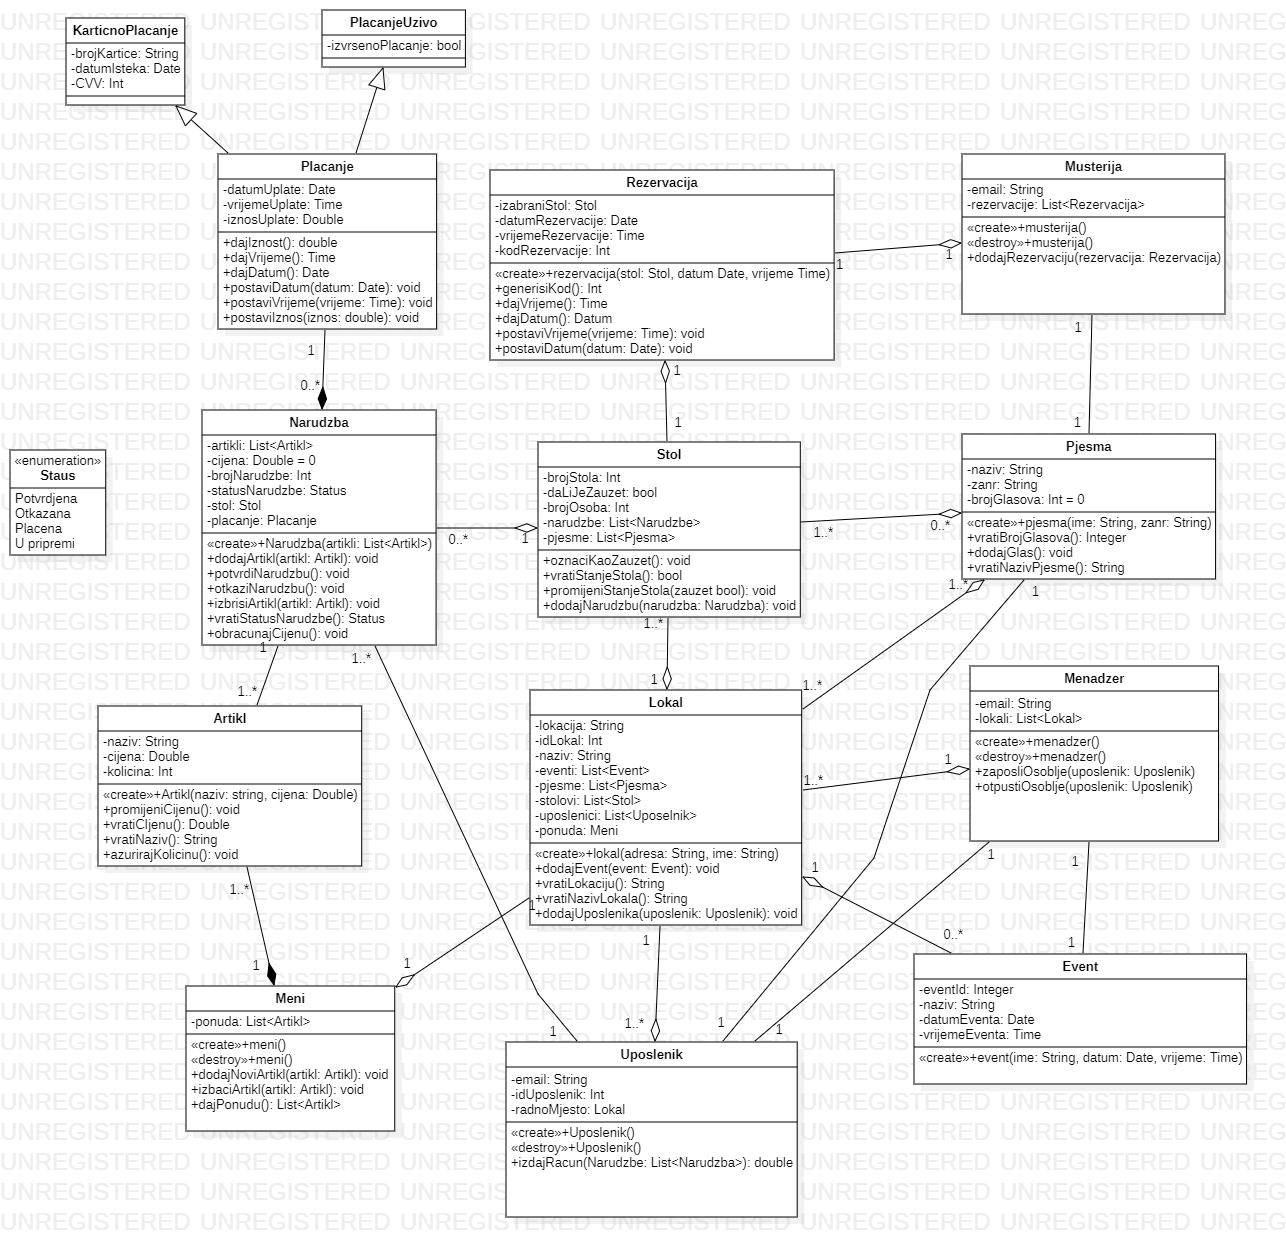 KarticnoPlacanje
-brojKartice: String
-datumIsteka: Date
-CVV: Int
PlacanjeUzivo
-izvrsenoPlacanje: bool
Placanje
-datumUplate: Date
-vrijemeUplate: Time
-iznosUplate: Double
+dajIznost(): double
+dajVrijeme(): Time
+dajDatum(): Date
+postaviDatum(datum: Date): void
+postaviVrijeme(vrijeme: Time): void
+postaviIznos(iznos: double): void
1
0..*
Rezervacija
-izabraniStol: Stol
-datumRezervacije: Date
-vrijemeRezervacije: Time
-kodRezervacije: Int
«create»+rezervacija(stol: Stol, datum Date, vrijeme Time)
+generisiKod(): Int
+dajVrijeme(): Time
+dajDatum(): Datum
+postaviVrijeme(vrijeme: Time): void
+postaviDatum(datum: Date): void
1
1
1
1
Musterija
-email: String
-rezervacije: List<Rezervacija>
«create»+musterija()
«destroy»+musterija()
+dodajRezervaciju(rezervacija: Rezervacija)
1
1
«enumeration»
Staus
Potvrdjena
Otkazana
Placena
U pripremi
Narudzba
-artikli: List<Artikl>
-cijena: Double = 0
-brojNarudzbe: Int
-statusNarudzbe: Status
-stol: Stol
-placanje: Placanje
«create»+Narudzba(artikli: List<Artikl>)
+dodajArtikl(artikl: Artikl): void
+potvrdiNarudzbu(): void
+otkaziNarudzbu(): void
+izbrisiArtikl(artikl: Artikl): void
+vratiStatusNarudzbe(): Status
+obracunajCijenu(): void
0..*
1
1
1..*
1..*
Stol
-brojStola: Int
-daLiJeZauzet: bool
-brojOsoba: Int
-narudzbe: List<Narudzbe>
-pjesme: List<Pjesma>
+oznaciKaoZauzet(): void
+vratiStanjeStola(): bool
+promijeniStanjeStola(zauzet bool): void
+dodajNarudzbu(narudzba: Narudzba): void
1..*
0..*
1..*
1
Pjesma
-naziv: String
-zanr: String
-brojGlasova: Int = 0
«create»+pjesma(ime: String, zanr: String)
+vratiBrojGlasova(): Integer
+dodajGlas(): void
+vratiNazivPjesme(): String
1..*
1
1..*
Artikl
-naziv: String
-cijena: Double
-kolicina: Int
«create»+Artikl(naziv: string, cijena: Double)
+promijeniCijenu(): void
+vratiCIjenu(): Double
+vratiNaziv(): String
+azurirajKolicinu(): void
1..*
1
Lokal
-lokacija: String
-idLokal: Int
-naziv: String
-eventi: List<Event>
-pjesme: List<Pjesma>
-stolovi: List<Stol>
-uposlenici: List<Uposelnik>
-ponuda: Meni
«create»+lokal(adresa: String, ime: String)
+dodajEvent(event: Event): void
+vratiLokaciju(): String
+vratiNazivLokala(): String
+dodajUposlenika(uposlenik: Uposlenik): void
1..*
1
1
0..*
1
1
1
1..*
Menadzer
-email: String
-lokali: List<Lokal>
«create»+menadzer()
«destroy»+menadzer()
+zaposliOsoblje(uposlenik: Uposlenik)
+otpustiOsoblje(uposlenik: Uposlenik)
1
1
1
Meni
-ponuda: List<Artikl>
«create»+meni()
«destroy»+meni()
+dodajNoviArtikl(artikl: Artikl): void
+izbaciArtikl(artikl: Artikl): void
+dajPonudu(): List<Artikl>
Uposlenik
-email: String
-idUposlenik: Int
-radnoMjesto: Lokal
«create»+Uposlenik()
«destroy»+Uposlenik()
+izdajRacun(Narudzbe: List<Narudzba>): double
1
1
1
Event
-eventId: Integer
-naziv: String
-datumEventa: Date
-vrijemeEventa: Time
«create»+event(ime: String, datum: Date, vrijeme: Time)
UNREGISTERED